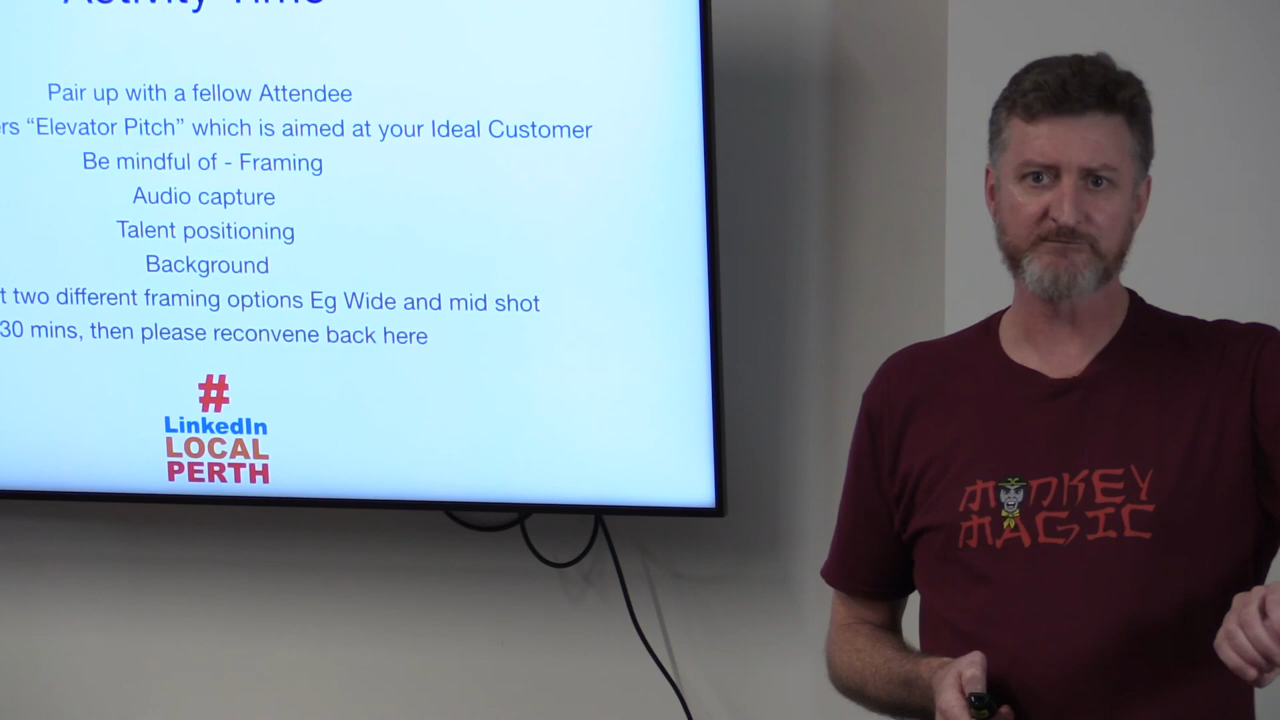 Activity Time
Pair up with a fellow Attendee
“Elevator Pitch” which is aimed at your Ideal Customer
Be mindful of - Framing
Audio capture
Talent positioning
Background
two different framing options Eg Wide and mid shot
30 mins, then please reconvene back here
#
LinkedIn
LOCAL
PERTH
MONKEY
MAGIC